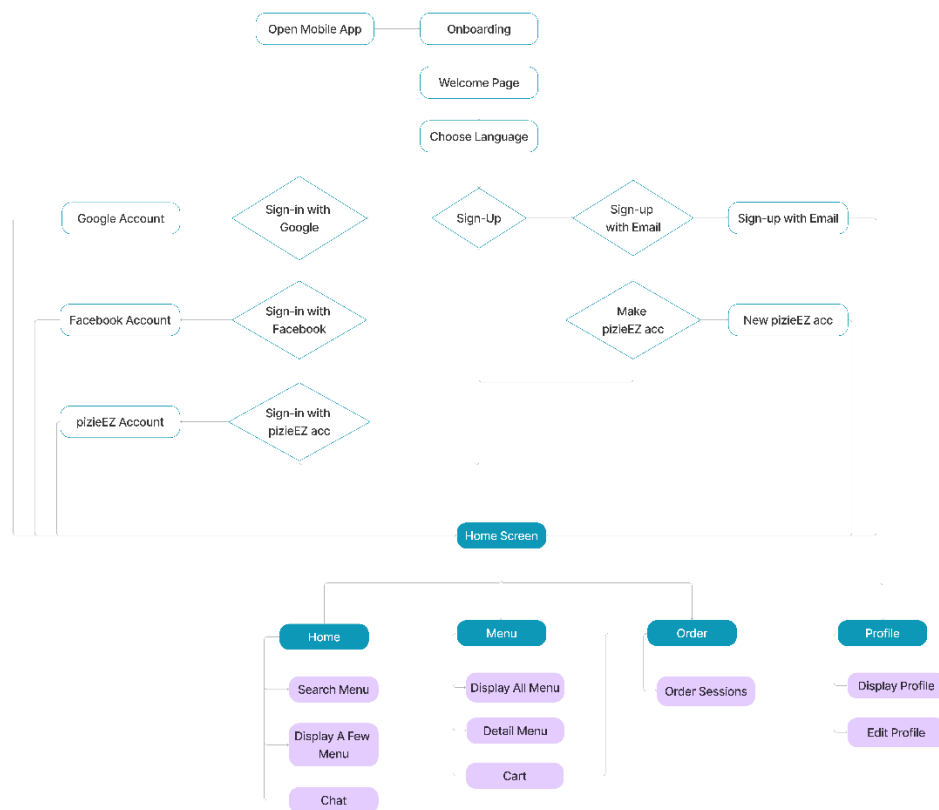 Open Mobile App
Onboarding
Welcome Page
Choose Language
Google Account
Sign-in with
Google
Sign-Up
Sign-up
with Email
Sign-up with Email
Facebook Account
Sign-in with
Facebook
Make
pizieEZ acc
New pizieEZ acc
pizieEZ Account
Sign-in with
pizieEZ acc
Home Screen
Home
Menu
Order
Profile
Search Menu
Display All Menu
Order Sessions
Display Profile
Display A Few
Menu
Detail Menu
Edit Profile
Cart
Chat